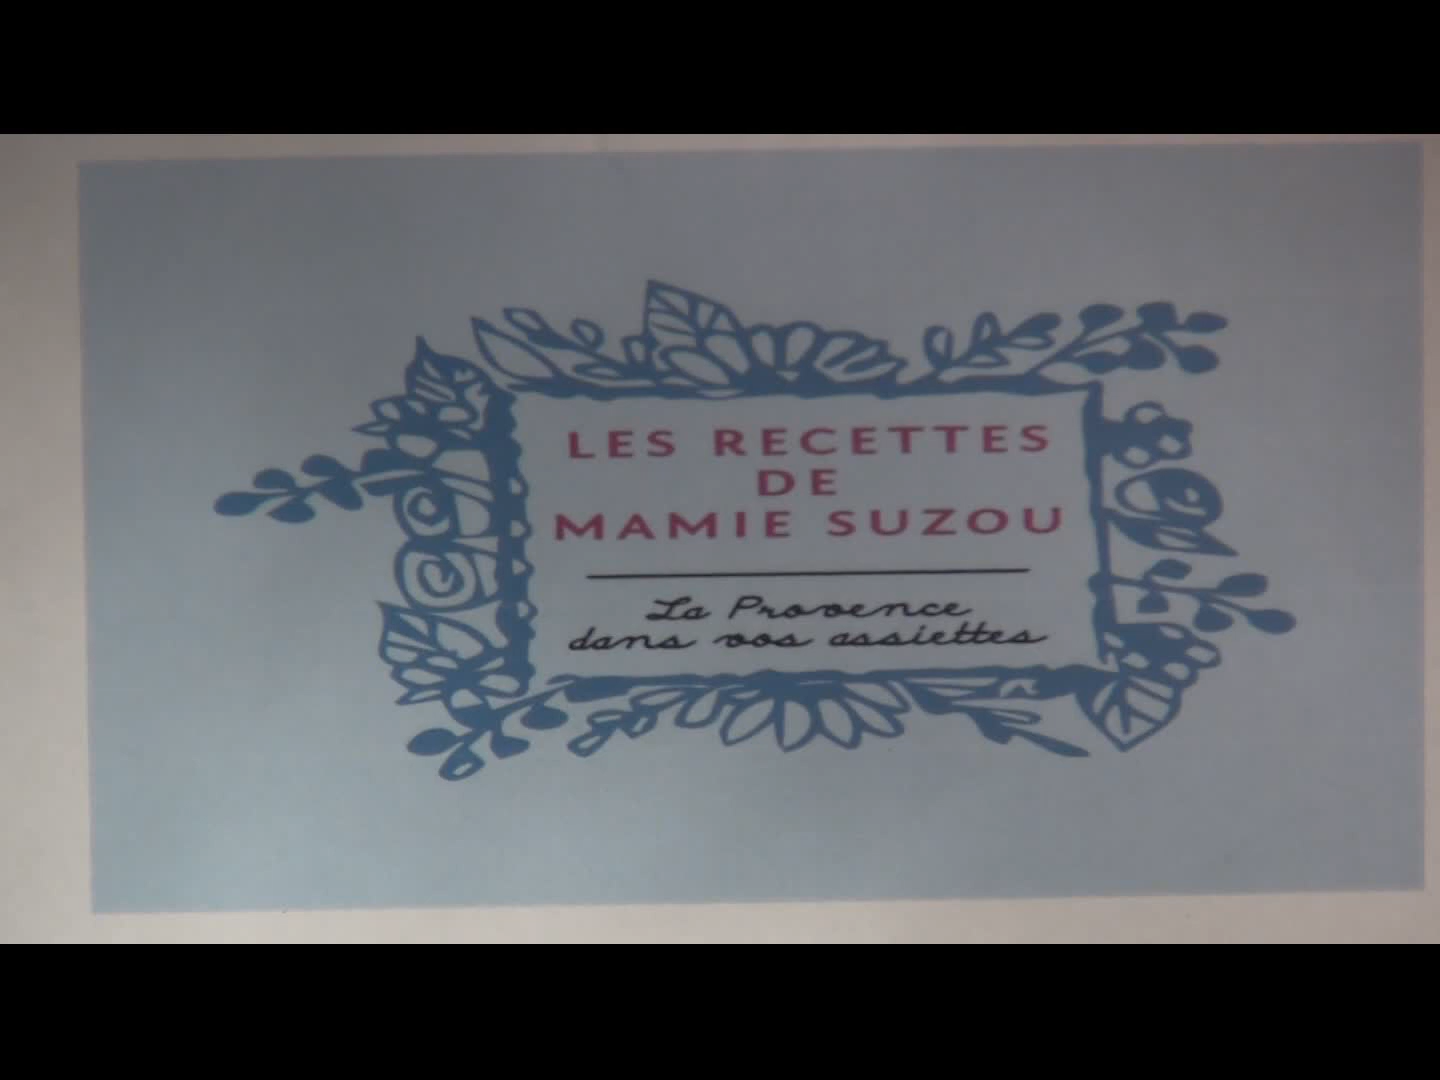 LES RECETTES
DE
MAMIE SUZOU
La Provence
dans vos assiettes